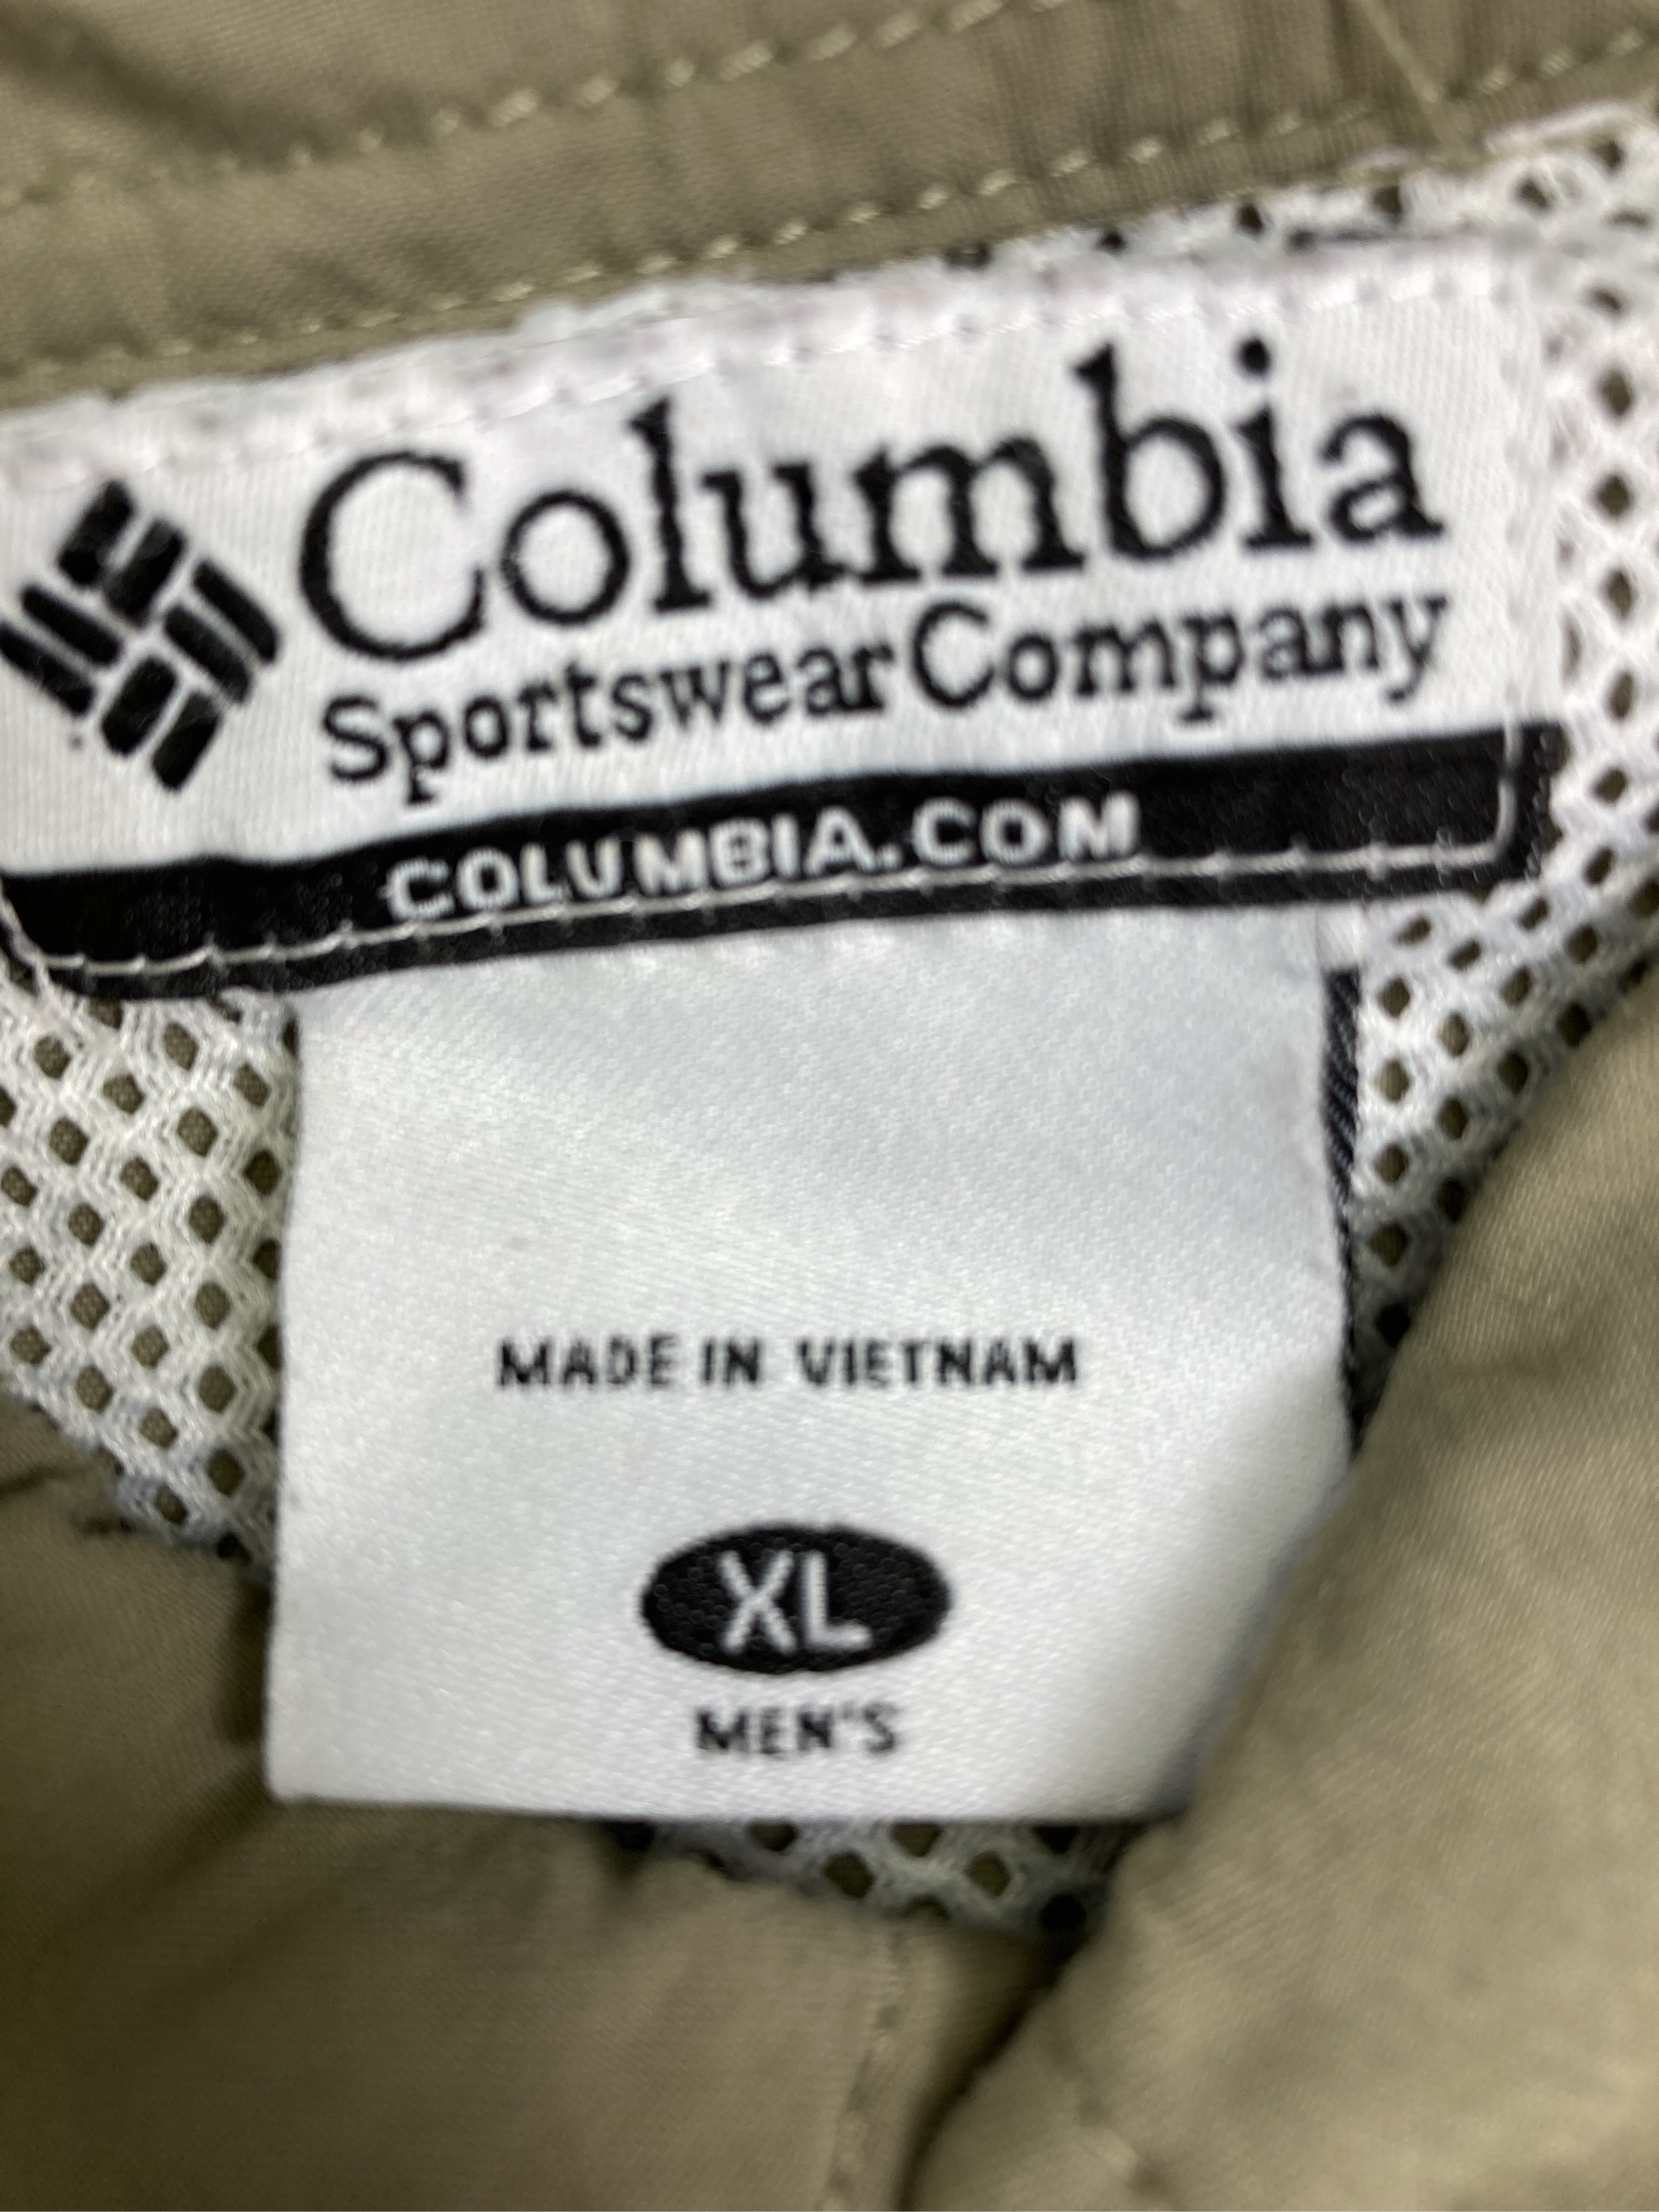 Columbia
Sportswear Company
COLUMBIA.COM
MADE IN VIETNAM
XL
MEN'S